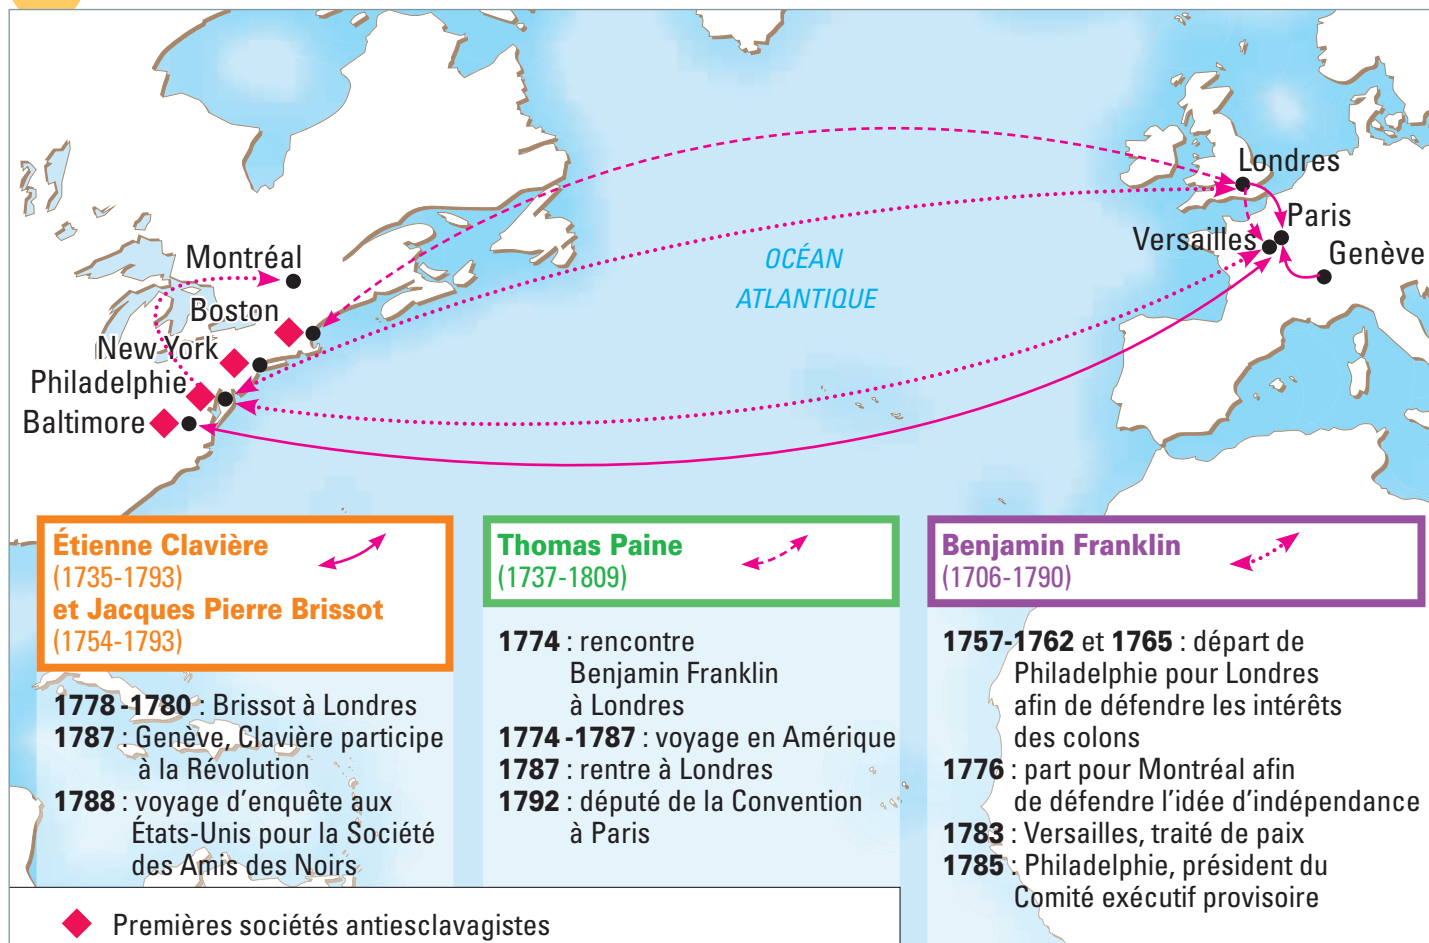 Londres
Paris
Versailles
Genève
OCÉAN
ATLANTIQUE
Montréal
Boston
New York
Philadelphie
Baltimore
Étienne Clavière
(1735-1793)
et Jacques Pierre Brissot
(1754-1793)
1778-1780 : Brissot à Londres
1787 : Genève, Clavière participe
à la Révolution
1788 : voyage d'enquête aux
États-Unis pour la Société
des Amis des Noirs
Thomas Paine
(1737-1809)
1774 : rencontre
Benjamin Franklin
à Londres
1774-1787 : voyage en Amérique
1787 : rentre à Londres
1792 : député de la Convention
à Paris
Benjamin Franklin
(1706-1790)
1757-1762 et 1765 : départ de
Philadelphie pour Londres
afin de défendre les intérêts
des colons
1776 : part pour Montréal afin
de défendre l'idée d'indépendance
1783 : Versailles, traité de paix
1785 : Philadelphie, président du
Comité exécutif provisoire
Premières sociétés antiesclavagistes